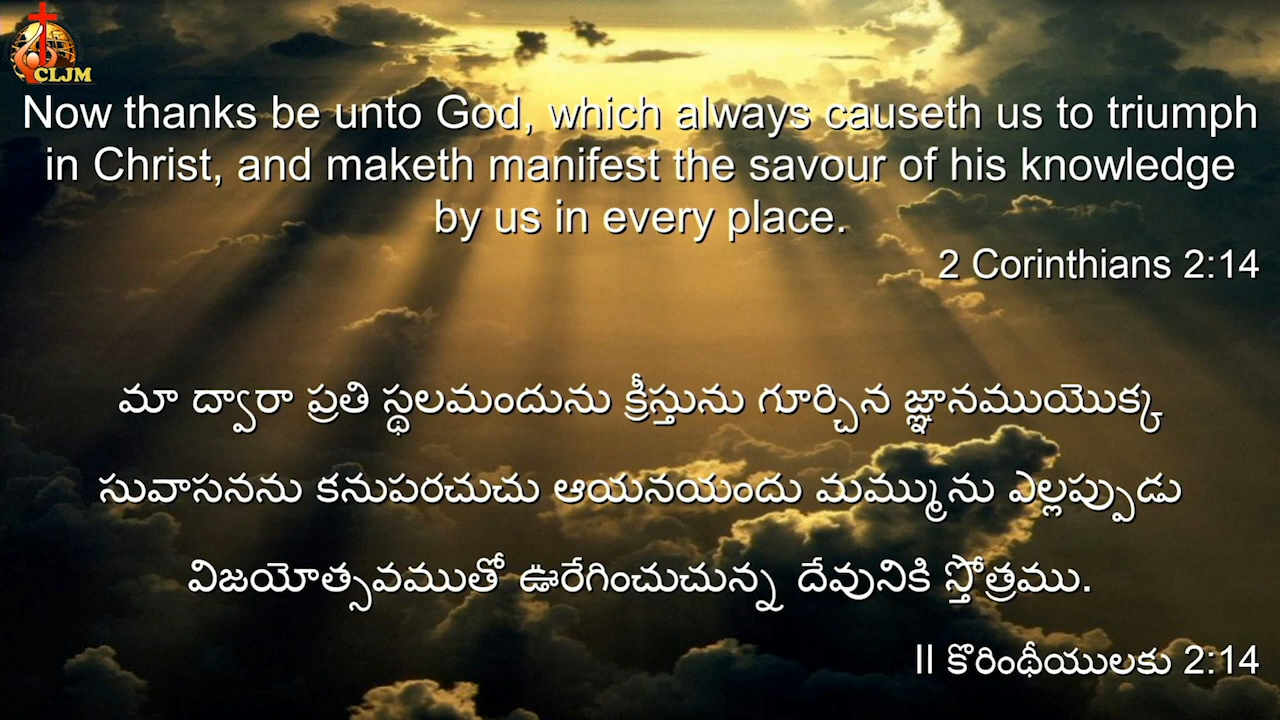 CLJM
Now thanks be unto God, which always causeth us to triumph
in Christ, and maketh manifest the savour of his knowledge
by us in every place.
2 Corinthians 2:14
మా ద్వారా ప్రతి స్థలమందును క్రీస్తును గూర్చిన జ్ఞానముయొక్క
సువాసనను కనుపరచుచు ఆయనయందు మమ్మును ఎల్లప్పుడు
విజయోత్సవముతో ఊరేగించుచున్న దేవునికి స్తోత్రము.
II కొరింథీయులకు 2:14